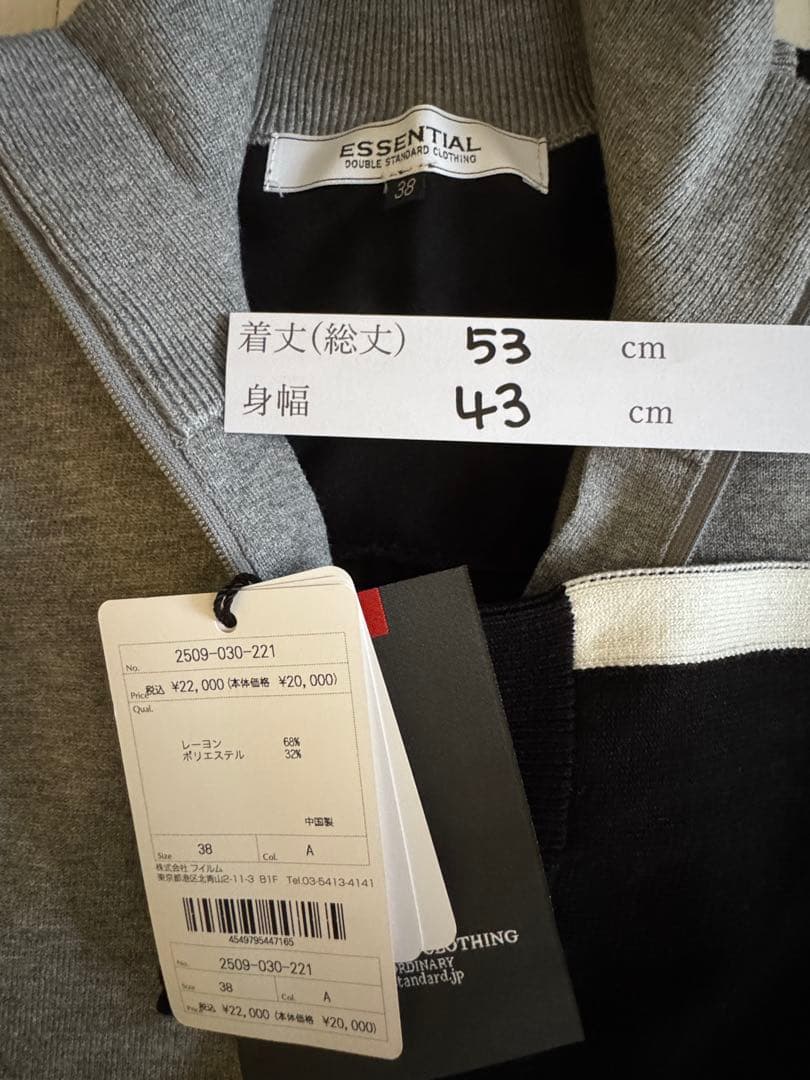 ESSENTIAL
DOUBLE STANDARD CLOTHING
38
着丈(総丈) 53 cm
身幅 43 cm
No. 2509-030-221
Price 税込 ¥22,000 (本体価格 ¥20,000)
Qual.
レーヨン 68%
ポリエステル 32%
中国製
Size 38 Col. A
株式会社 フイルム
東京都港区北青山2-11-3 B1F Tel.03-5413-4141
4549795447165
No. 2509-030-221
Size 38 Col. A
税込 ¥22,000 (本体価格 ¥20,000)
CLOTHING
ORDINARY
tandard.jp